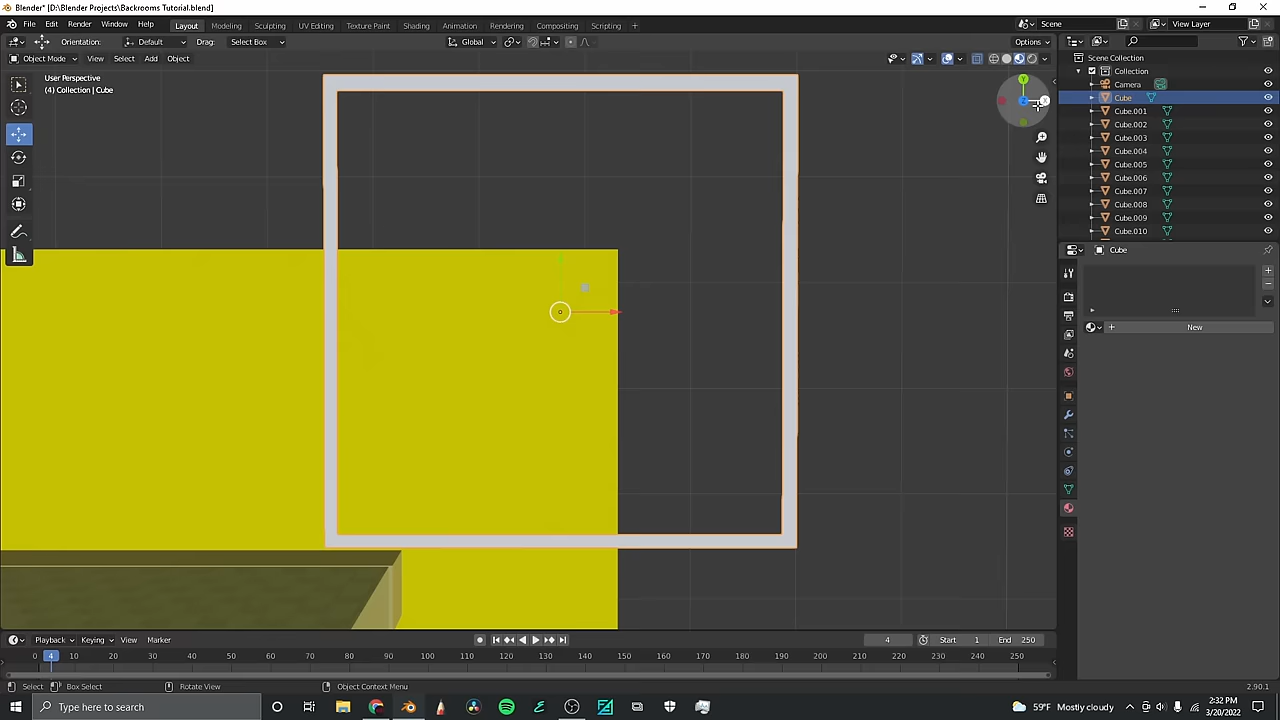 Blender* [D:\Blender Projects\Backrooms Tutorial.blend]
File Edit Render Window Help Layout Modeling Sculpting UV Editing Texture Paint Shading Animation Rendering Compositing Scripting + Scene View Layer
Orientation: Default Drag: Select Box Global Options
Object Mode View Select Add Object
User Perspective
(4) Collection | Cube
Y
X
Z
Scene Collection
Collection
Camera
Cube
Cube.001
Cube.002
Cube.003
Cube.004
Cube.005
Cube.006
Cube.007
Cube.008
Cube.009
Cube.010
Cube
New
Playback Keying View Marker 4 Start 1 End 250
0 4 10 20 30 40 50 60 70 80 90 100 110 120 130 140 150 160 170 180 190 200 210 220 230 240 250
Select Box Select Rotate View Object Context Menu 2.90.1
Type here to search 59°F Mostly cloudy 2:32 PM
3/20/2022